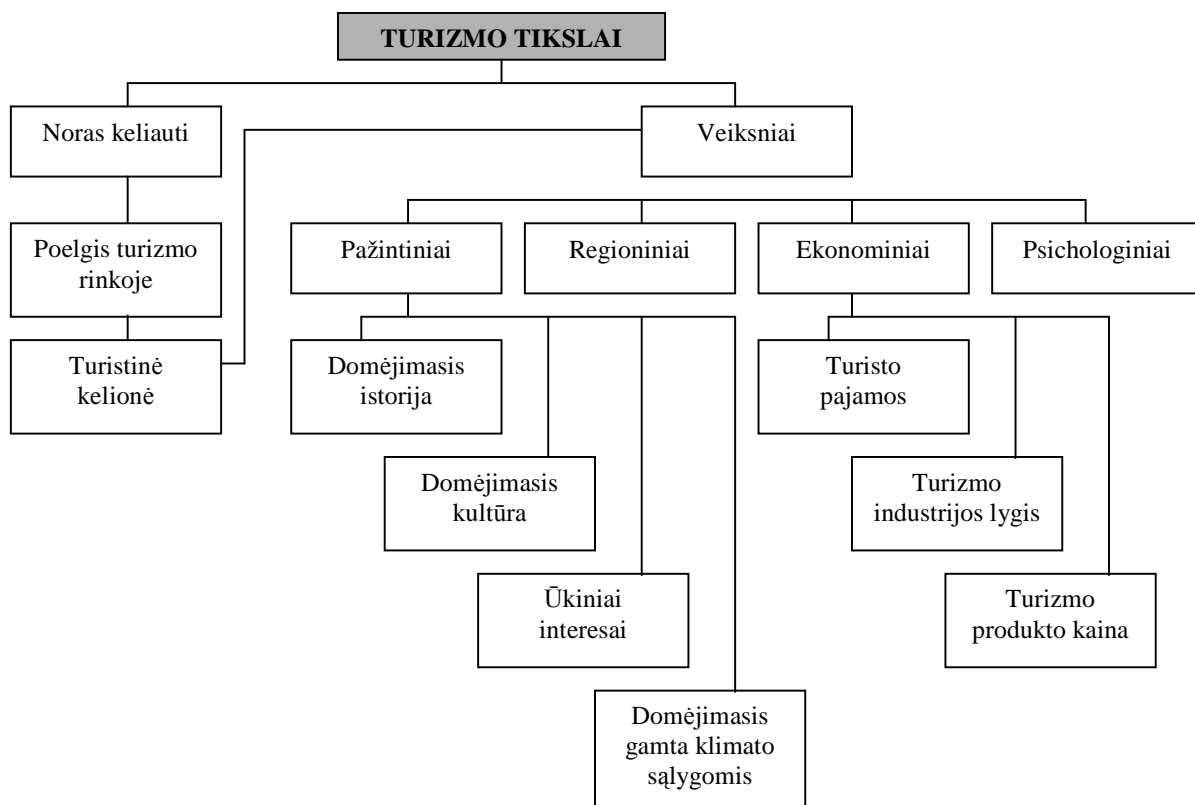 TURIZMO TIKSLAI
Noras keliauti
Veiksniai
Poelgis turizmo
rinkoje
Pažintiniai
Regioniniai
Ekonominiai
Psichologiniai
Turistinė
kelionė
Domėjimasis
istorija
Turisto
pajamos
Domėjimasis
kultūra
Turizmo
industrijos lygis
Ūkiniai
interesai
Turizmo
produkto kaina
Domėjimasis
gamta klimato
sąlygomis